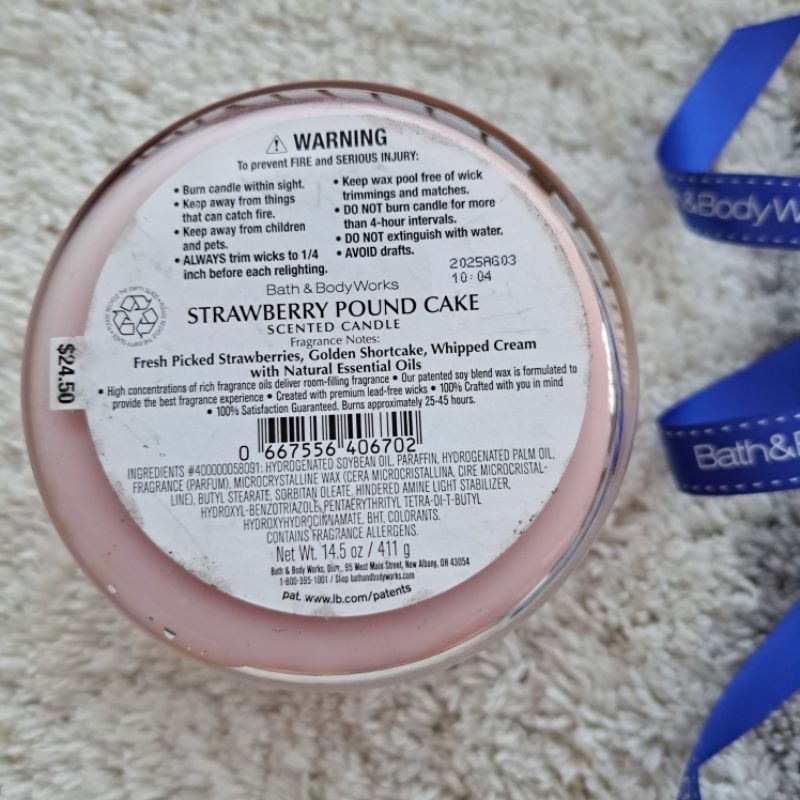 WARNING
To prevent FIRE and SERIOUS INJURY:
• Burn candle within sight.
• Keep away from things
that can catch fire.
• Keep away from children
and pets.
• ALWAYS trim wicks to 1/4
inch before each relighting.
• Keep wax pool free of wick
trimmings and matches.
• DO NOT burn candle for more
than 4-hour intervals.
• DO NOT extinguish with water.
• AVOID drafts.
2025AG03
10:04
Bath & Body Works
STRAWBERRY POUND CAKE
SCENTED CANDLE
Fragrance Notes:
Fresh Picked Strawberries, Golden Shortcake, Whipped Cream
with Natural Essential Oils
• High concentrations of rich fragrance oils deliver room-filling fragrance • Our patented soy blend wax is formulated to
provide the best fragrance experience • Created with premium lead-free wicks • 100% Crafted with you in mind
• 100% Satisfaction Guaranteed. Burns approximately 25-45 hours.
0 667556 406702
INGREDIENTS #400000058091: HYDROGENATED SOYBEAN OIL, PARAFFIN, HYDROGENATED PALM OIL,
FRAGRANCE (PARFUM), MICROCRYSTALLINE WAX (CERA MICROCRISTALLINA, CIRE MICROCRISTAL-
LINE), BUTYL STEARATE, SORBITAN OLEATE, HINDERED AMINE LIGHT STABILIZER,
HYDROXYL-BENZOTRIAZOLE, PENTAERYTHRITYL TETRA-DI-T-BUTYL
HYDROXYHYDROCINNAMATE, BHT, COLORANTS.
CONTAINS FRAGRANCE ALLERGENS.
Net Wt. 14.5 oz / 411 g
Bath & Body Works, Distr., 95 West Main Street, New Albany, OH 43054
1-800-395-1001 / Shop bathandbodyworks.com
pat. www.lb.com/patents
$24.50
PLEASE RECYCLE THE EMPTY GLASS
&BodyW
Bath&